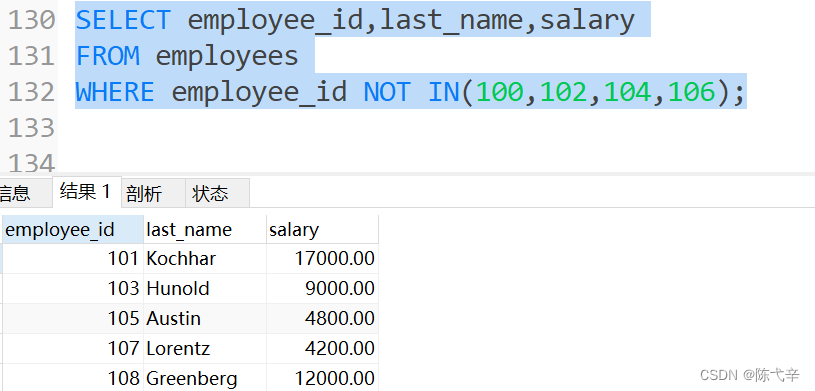 130 SELECT employee_id,last_name,salary
131 FROM employees
132 WHERE employee_id NOT IN(100,102,104,106);
133
134
信息 结果 1 剖析 状态
employee_id last_name salary
101 Kochhar 17000.00
103 Hunold 9000.00
105 Austin 4800.00
107 Lorentz 4200.00
108 Greenberg 12000.00
CSDN @陈弋辛